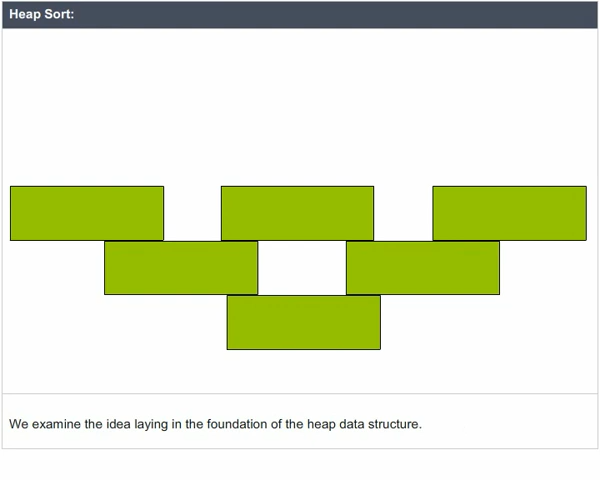 Heap Sort:
We examine the idea laying in the foundation of the heap data structure.